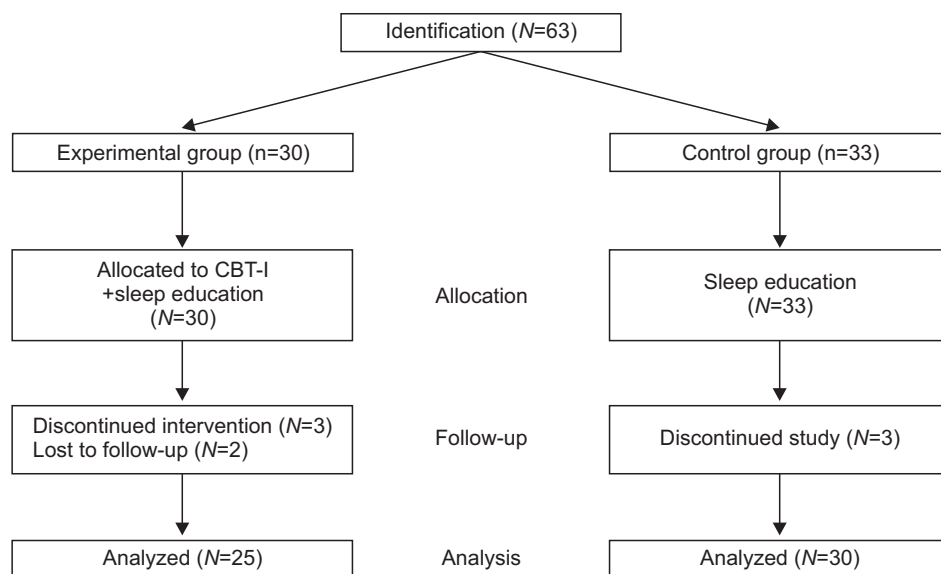 Identification (N=63)
Experimental group (n=30)
Control group (n=33)
Allocated to CBT-I
+sleep education
(N=30)
Allocation
Sleep education
(N=33)
Discontinued intervention (N=3)
Lost to follow-up (N=2)
Follow-up
Discontinued study (N=3)
Analyzed (N=25)
Analysis
Analyzed (N=30)